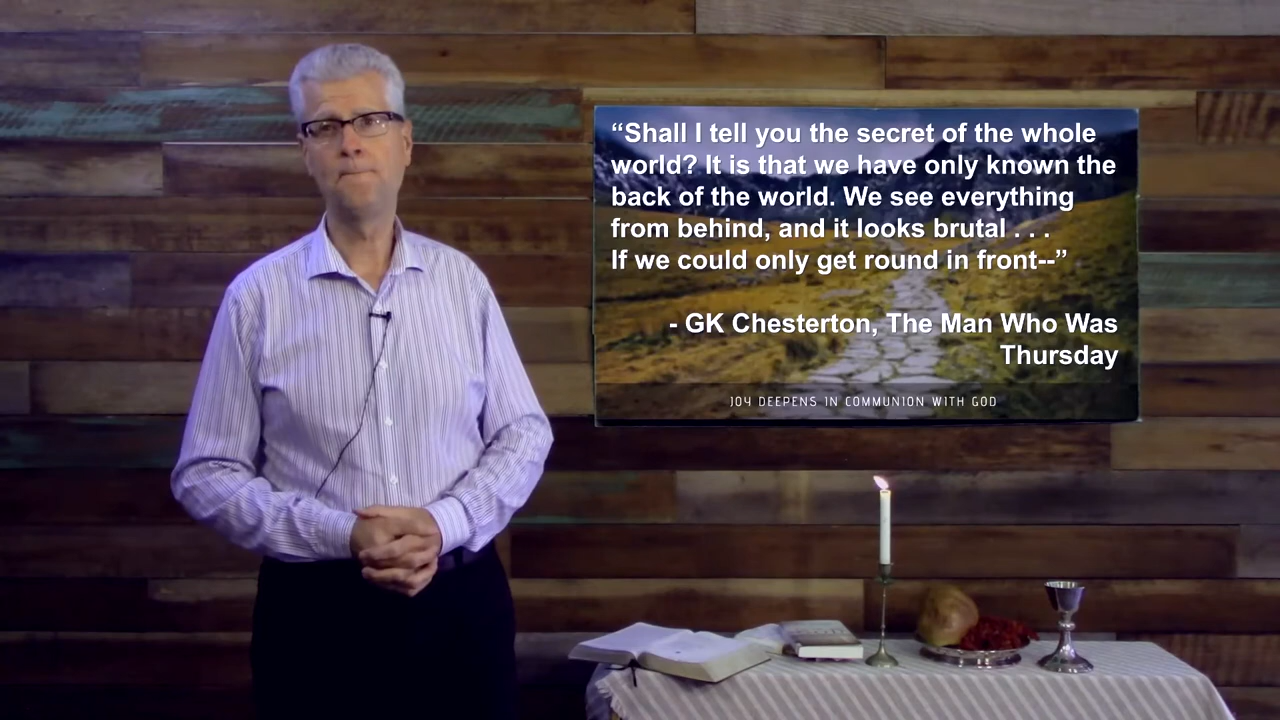 “Shall I tell you the secret of the whole
world? It is that we have only known the
back of the world. We see everything
from behind, and it looks brutal . . .
If we could only get round in front--”
- GK Chesterton, The Man Who Was
Thursday
JOY DEEPENS IN COMMUNION WITH GOD